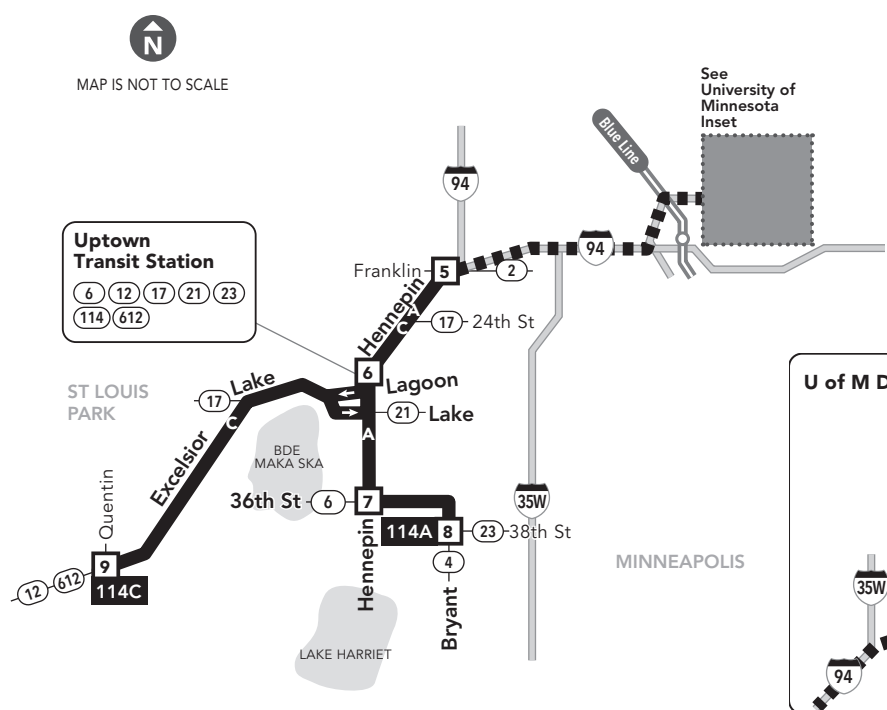 N
MAP IS NOT TO SCALE
See
University of
Minnesota
Inset
Blue Line
94
94
Uptown
Transit Station
6 12 17 21 23
114 612
Franklin
5
2
Hennepin
A
C
17 24th St
6
Lagoon
ST LOUIS
PARK
17
Lake
21 Lake
C
A
BDE
MAKA SKA
Excelsior
U of M D
36th St 6 7
35W
Quentin
114A 8 23 38th St
9
12 612
114C
4
Hennepin
Bryant
MINNEAPOLIS
35W
LAKE HARRIET
94